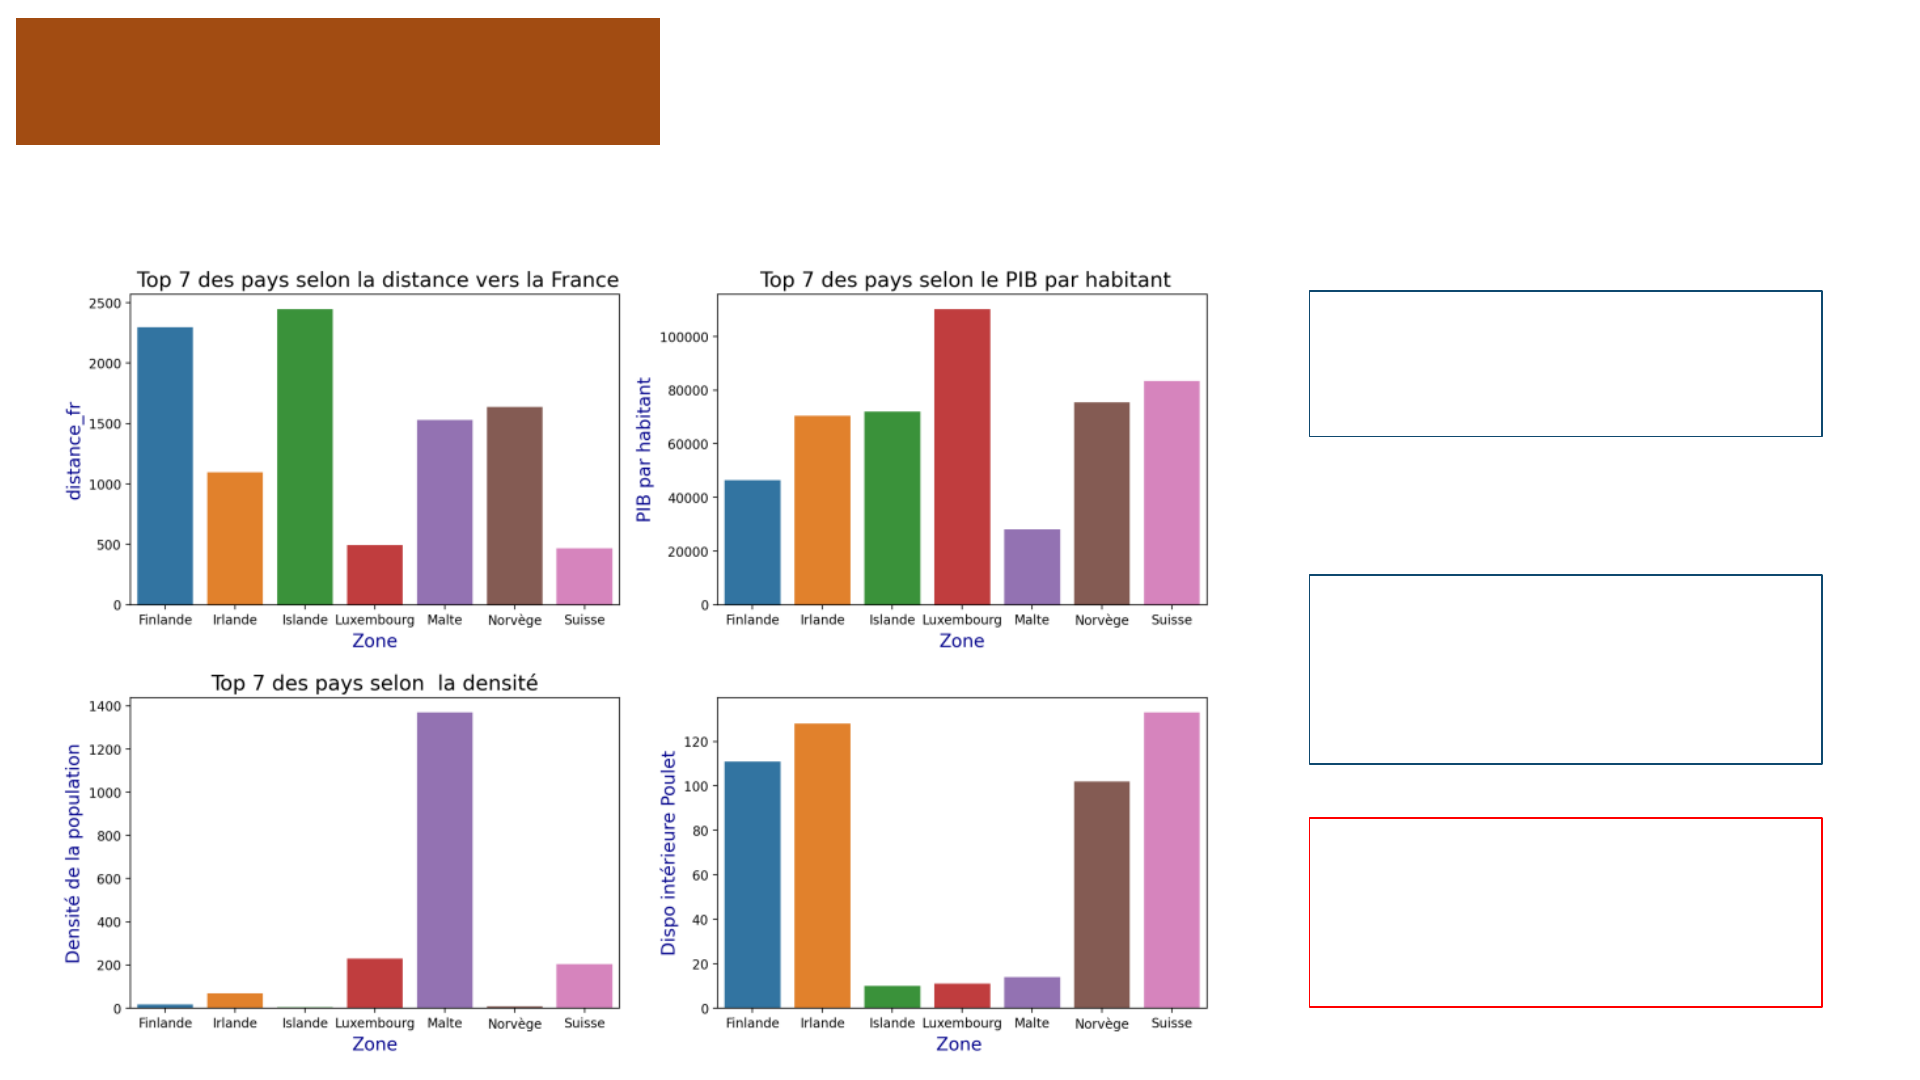 Top 7 des pays selon la distance vers la France
2500
2000
1500
1000
500
0
distance_fr
Finlande Irlande Islande Luxembourg Malte Norvège Suisse
Zone
Top 7 des pays selon le PIB par habitant
100000
80000
60000
40000
20000
0
PIB par habitant
Finlande Irlande Islande Luxembourg Malte Norvège Suisse
Zone
Top 7 des pays selon  la densité
1400
1200
1000
800
600
400
200
0
Densité de la population
Finlande Irlande Islande Luxembourg Malte Norvège Suisse
Zone
120
100
80
60
40
20
0
Dispo intérieure Poulet
Finlande Irlande Islande Luxembourg Malte Norvège Suisse
Zone